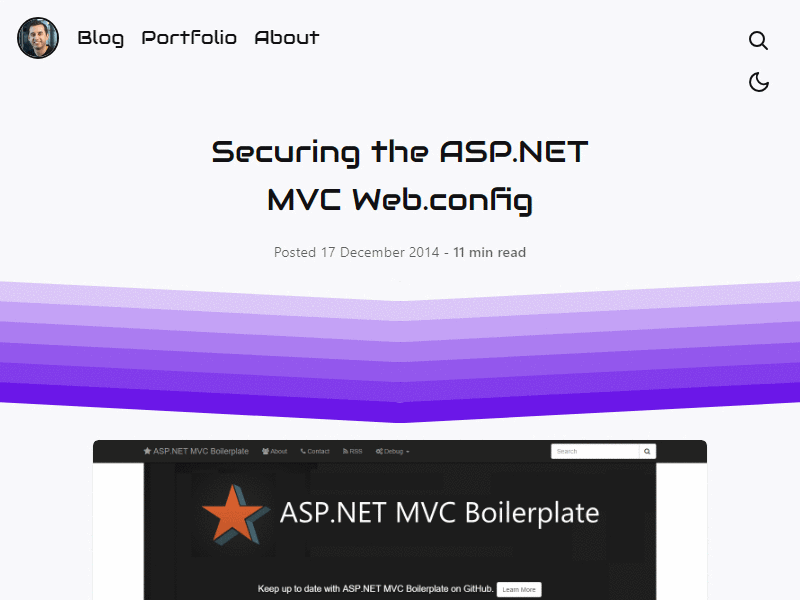 Blog Portfolio About
Securing the ASP.NET
MVC Web.config
Posted 17 December 2014 - 11 min read
ASP.NET MVC Boilerplate About Contact RSS Debug Search
ASP.NET MVC Boilerplate
Keep up to date with ASP.NET MVC Boilerplate on GitHub. Learn More